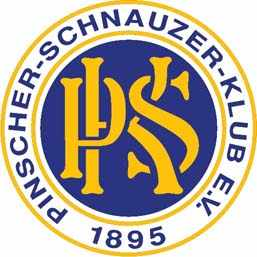 PINSCHER-SCHNAUZER-KLUB E.V.
PSK
1895